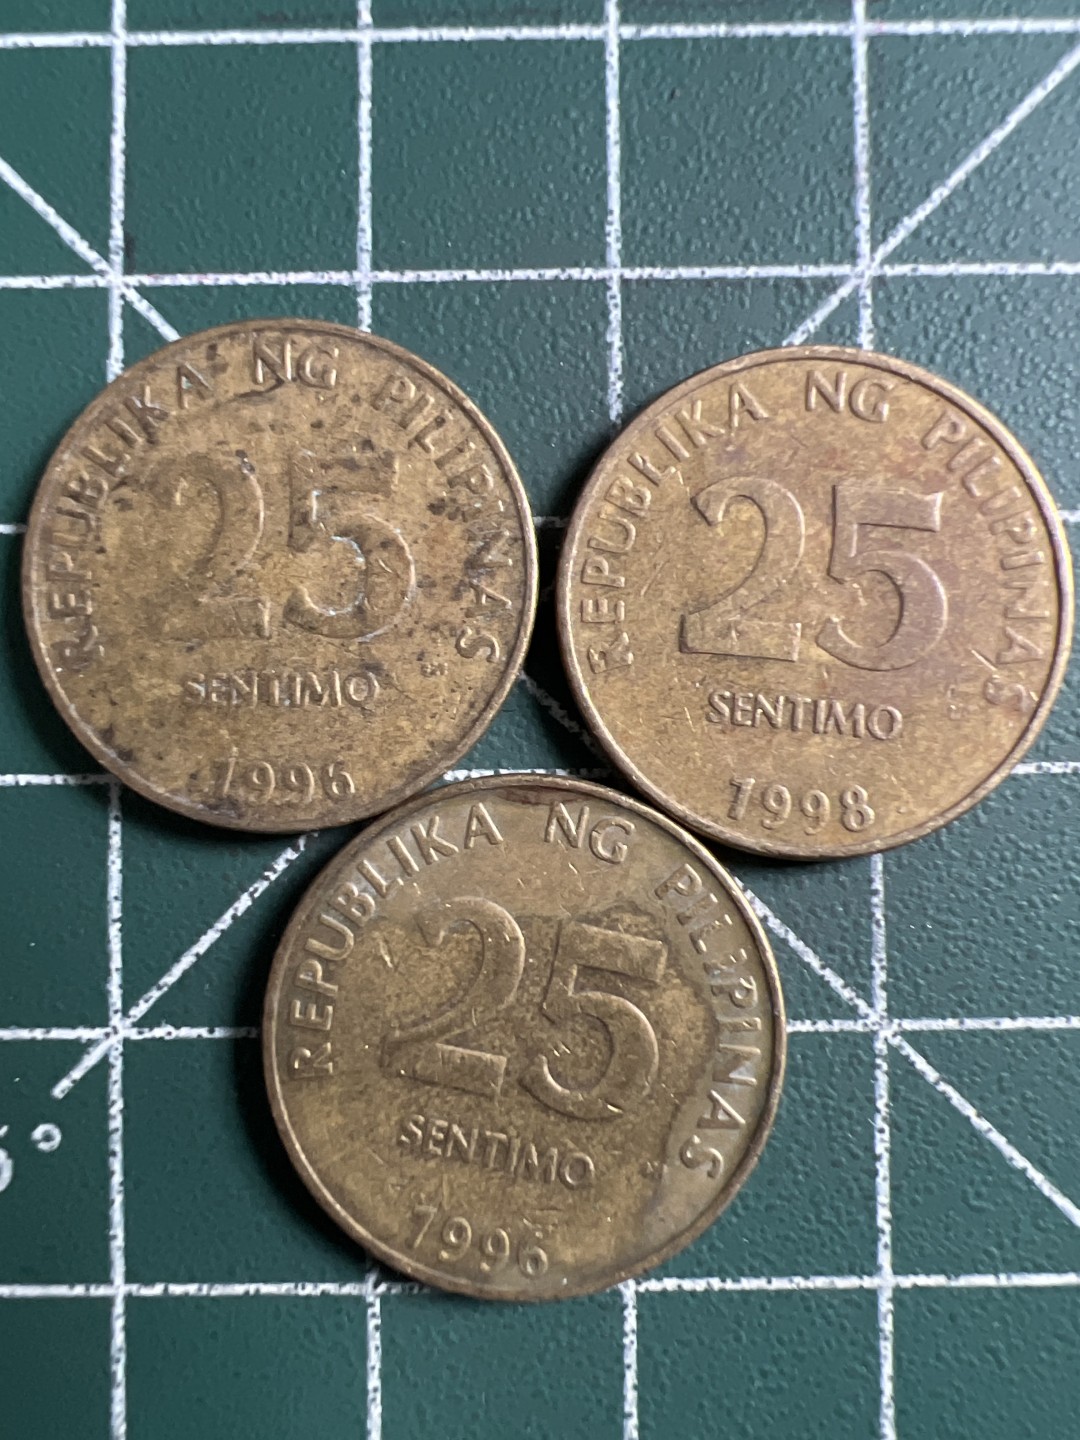 REPUBLIKA NG PILIPINAS
25
SENTIMO
1996
REPUBLIKA NG PILIPINAS
25
SENTIMO
1998
REPUBLIKA NG PILIPINAS
25
SENTIMO
1996